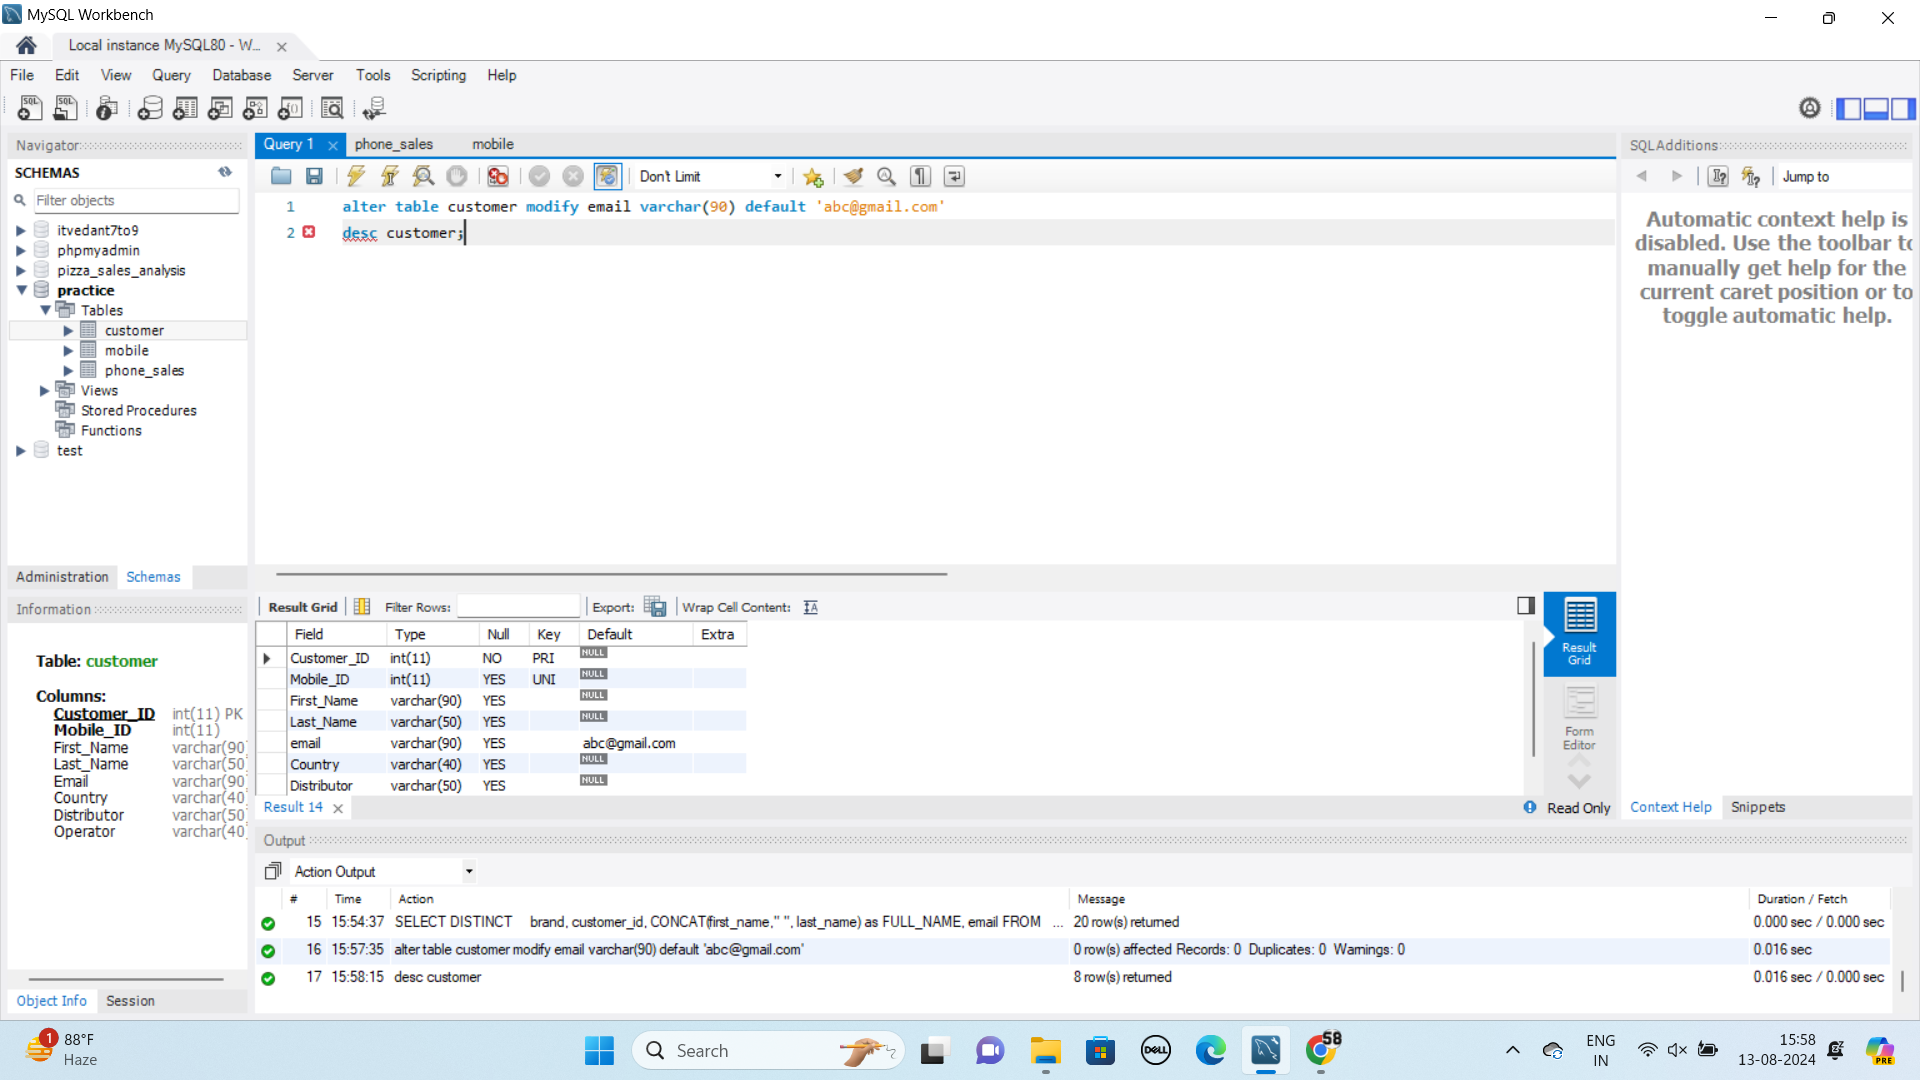 MySQL Workbench
Local instance MySQL80 - W...
File Edit View Query Database Server Tools Scripting Help
Navigator
SCHEMAS
Filter objects
itvedant7to9
phpmyadmin
pizza_sales_analysis
practice
Tables
customer
mobile
phone_sales
Views
Stored Procedures
Functions
test
Administration Schemas
Information
Table: customer
Columns:
Customer_ID int(11) PK
Mobile_ID int(11)
First_Name varchar(90
Last_Name varchar(50
Email varchar(90
Country varchar(40
Distributor varchar(50
Operator varchar(40
Object Info Session
Query 1 phone_sales mobile
Don't Limit
1 alter table customer modify email varchar(90) default 'abc@gmail.com'
2 desc customer;
Result Grid Filter Rows: Export: Wrap Cell Content:
Field Type Null Key Default Extra
Customer_ID int(11) NO PRI NULL
Mobile_ID int(11) YES UNI NULL
First_Name varchar(90) YES NULL
Last_Name varchar(50) YES NULL
email varchar(90) YES abc@gmail.com
Country varchar(40) YES NULL
Distributor varchar(50) YES NULL
Result Grid
Form Editor
Result 14
Read Only
SQLAdditions
Jump to
Automatic context help is
disabled. Use the toolbar to
manually get help for the
current caret position or to
toggle automatic help.
Context Help Snippets
Output
Action Output
# Time Action Message Duration / Fetch
15 15:54:37 SELECT DISTINCT brand, customer_id, CONCAT(first_name," ", last_name) as FULL_NAME, email FROM ... 20 row(s) returned 0.000 sec / 0.000 sec
16 15:57:35 alter table customer modify email varchar(90) default 'abc@gmail.com' 0 row(s) affected Records: 0 Duplicates: 0 Warnings: 0 0.016 sec
17 15:58:15 desc customer 8 row(s) returned 0.016 sec / 0.000 sec
1
88°F
Haze
Search
DELL
58
ENG
IN
15:58
13-08-2024
PRE